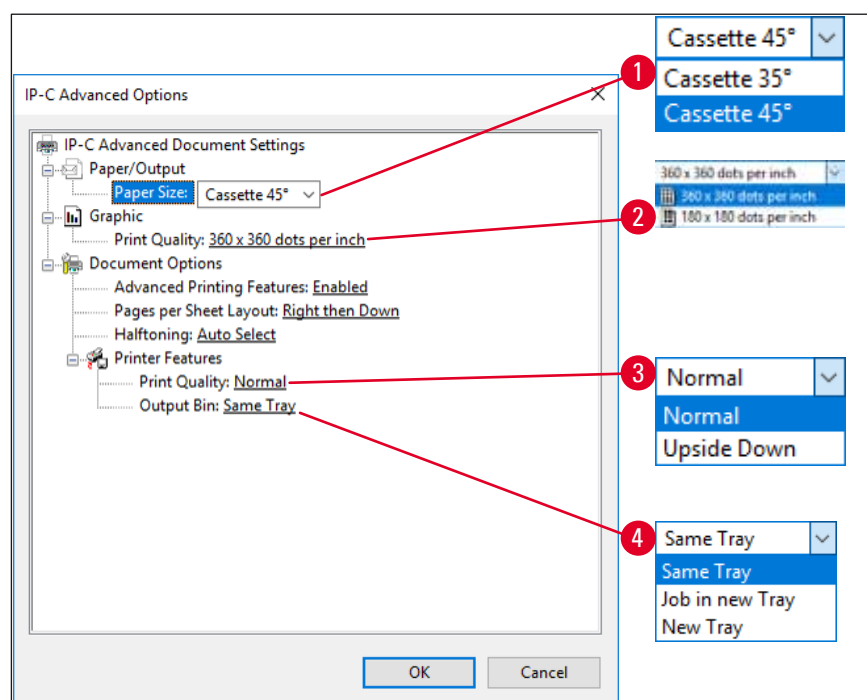 IP-C Advanced Options
IP-C Advanced Document Settings
Paper/Output
Paper Size: Cassette 45°
Graphic
Print Quality: 360 x 360 dots per inch
Document Options
Advanced Printing Features: Enabled
Pages per Sheet Layout: Right then Down
Halftoning: Auto Select
Printer Features
Print Quality: Normal
Output Bin: Same Tray
OK Cancel
1
Cassette 45°
Cassette 35°
Cassette 45°
2
360 x 360 dots per inch
360 x 360 dots per inch
180 x 180 dots per inch
3
Normal
Normal
Upside Down
4
Same Tray
Same Tray
Job in new Tray
New Tray